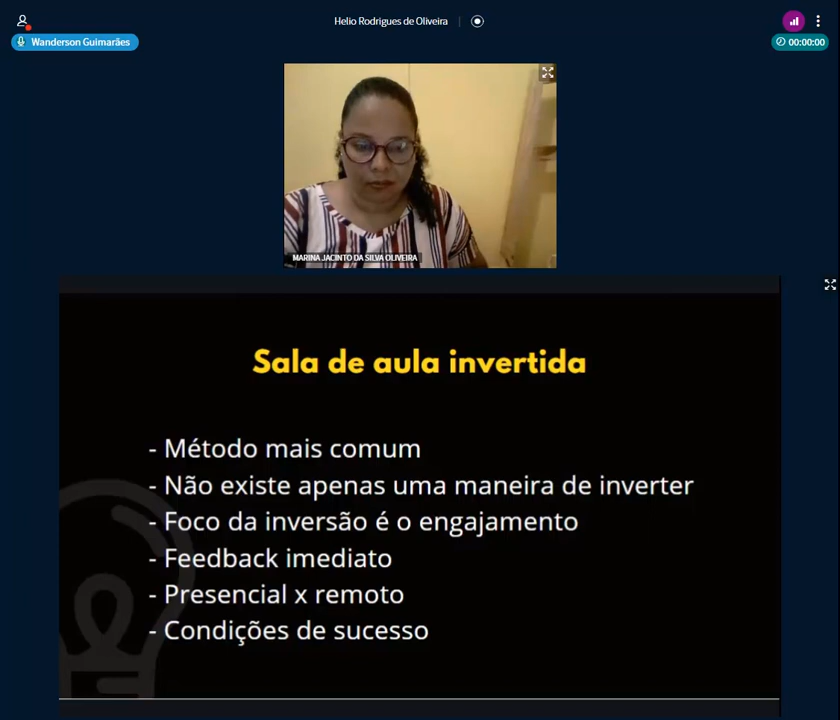 Helio Rodrigues de Oliveira
Wanderson Guimarães
00:00:00
MARINA JACINTO DA SILVA OLIVEIRA
Sala de aula invertida
- Método mais comum
- Não existe apenas uma maneira de inverter
- Foco da inversão é o engajamento
- Feedback imediato
- Presencial x remoto
- Condições de sucesso